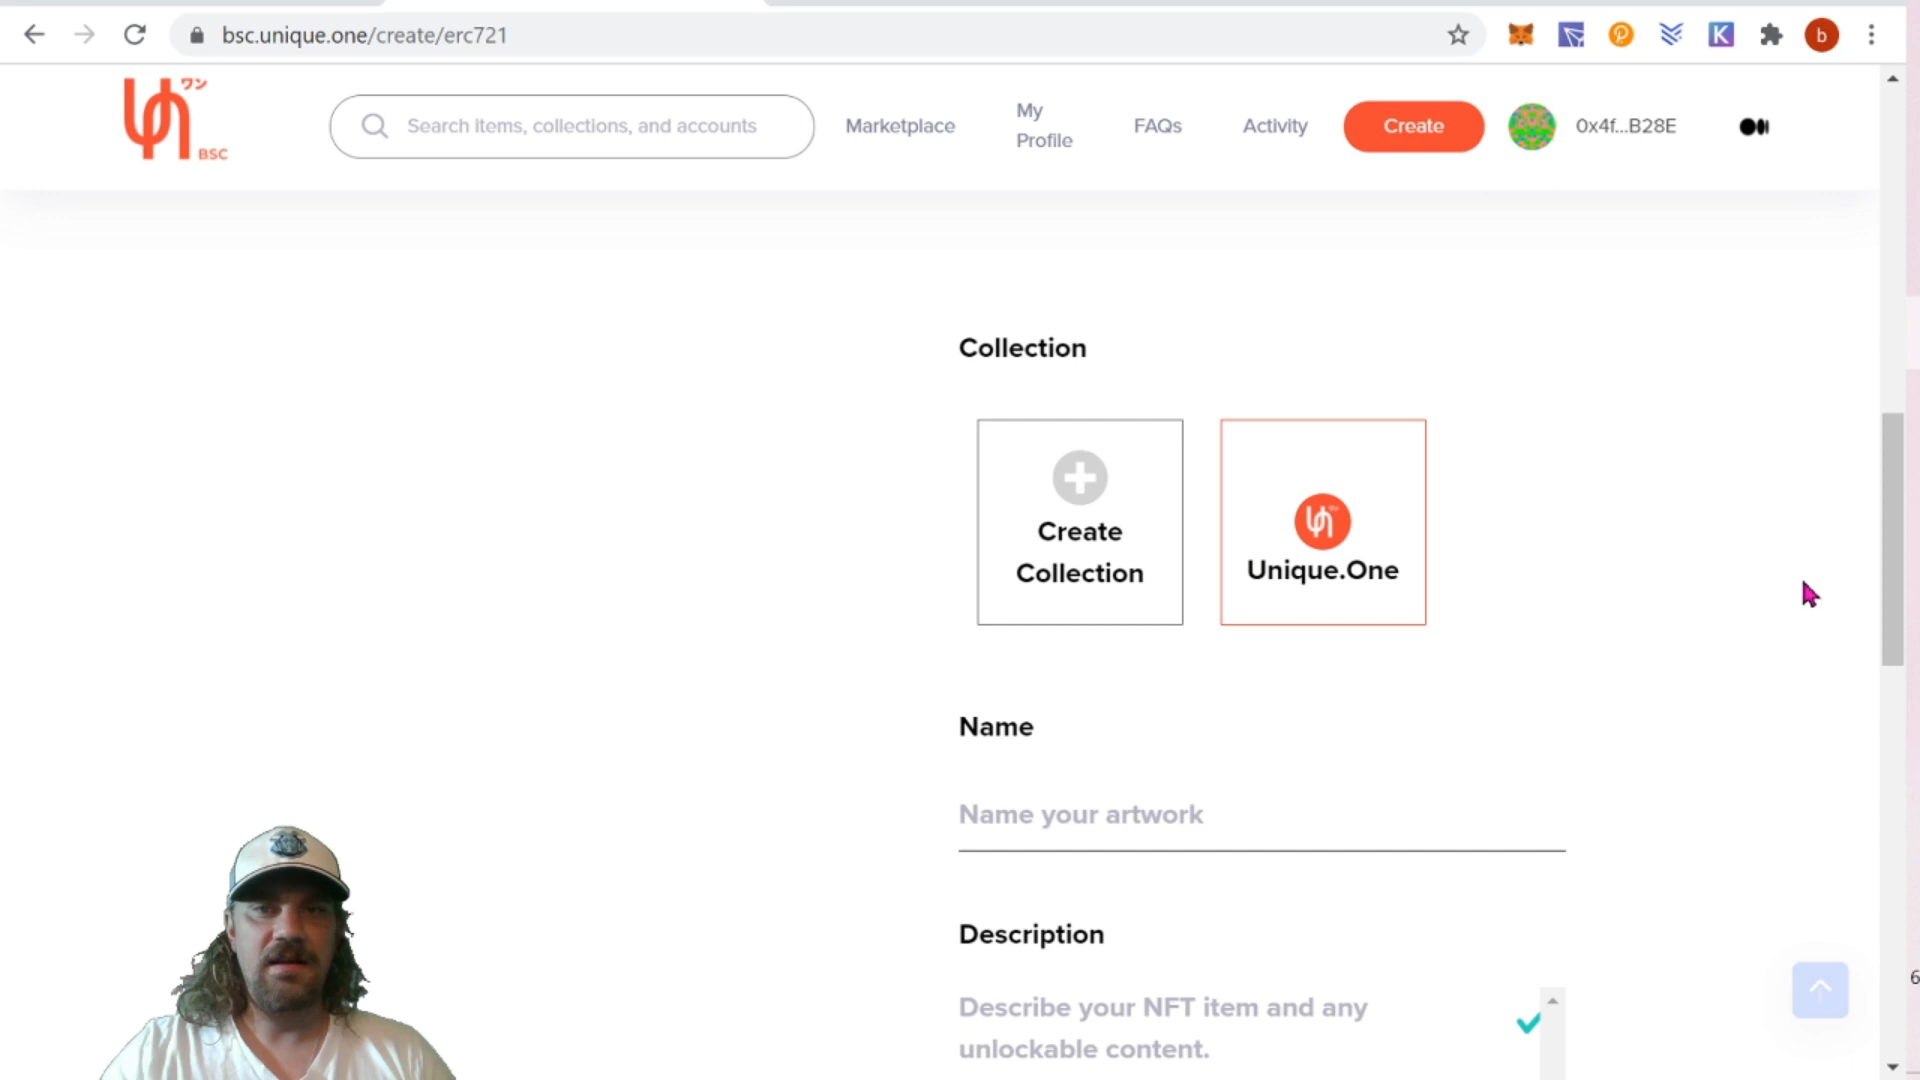 bsc.unique.one/create/erc721
b
ワン
BSC
Search items, collections, and accounts
Marketplace
My
Profile
FAQs
Activity
Create
0x4f...B28E
Collection
Create
Collection
Unique.One
Name
Name your artwork
Description
Describe your NFT item and any
unlockable content.
6